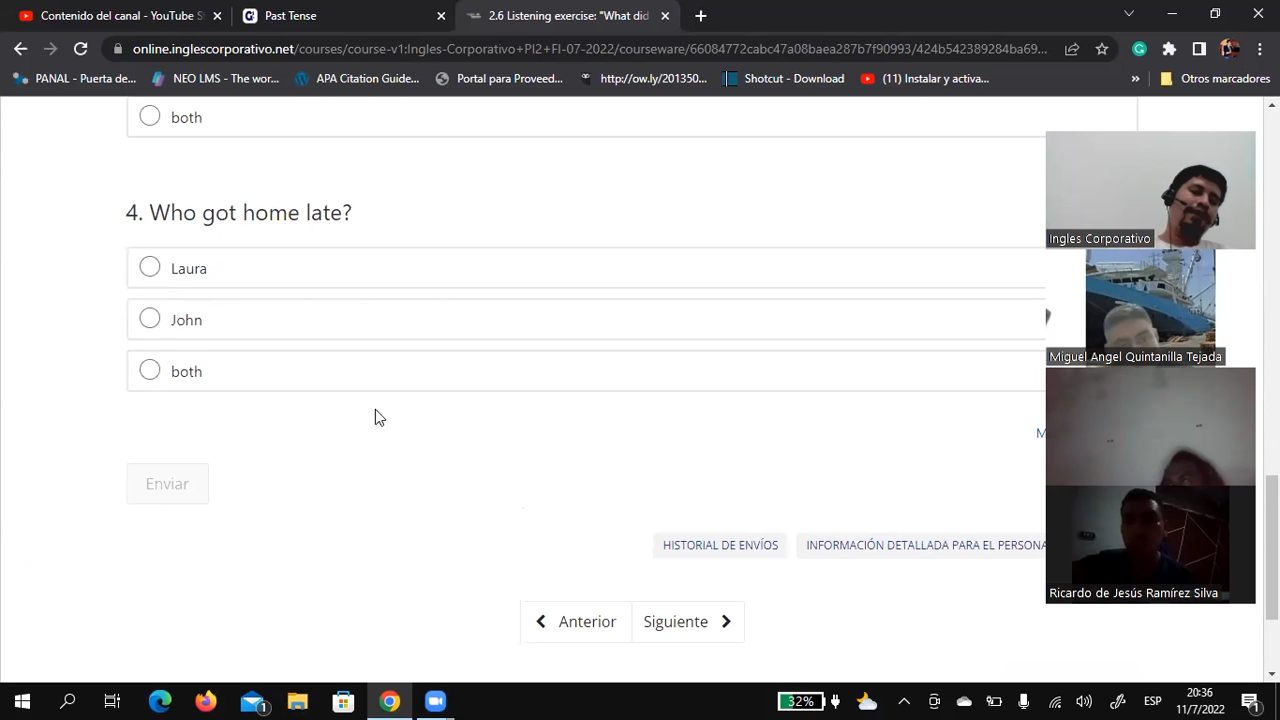 Contenido del canal - YouTube S
Past Tense
2.6 Listening exercise: "What did
online.inglescorporativo.net/courses/course-v1:Ingles-Corporativo+PI2+FI-07-2022/courseware/66084772cabc47a08baea287b7f90993/424b542389284ba69...
PANAL - Puerta de...
NEO LMS - The wor...
APA Citation Guide...
Portal para Proveed...
http://ow.ly/201350...
Shotcut - Download
(11) Instalar y activa...
»
Otros marcadores
both
4. Who got home late?
Laura
John
both
M
Enviar
HISTORIAL DE ENVÍOS
INFORMACIÓN DETALLADA PARA EL PERSONA
Anterior
Siguiente
Ingles Corporativo
Miguel Angel Quintanilla Tejada
Ricardo de Jesús Ramírez Silva
1
32%
ESP
20:36
11/7/2022
1